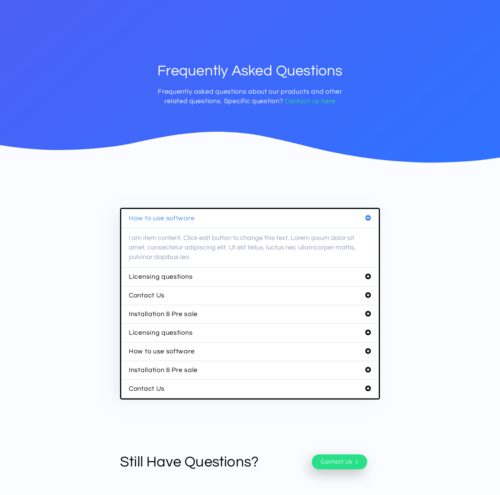 Frequently Asked Questions
Frequently asked questions about our products and other
related questions. Specific question? Contact us here
How to use software
I am item content. Click edit button to change this text. Lorem ipsum dolor sit
amet, consectetur adipiscing elit. Ut elit tellus, luctus nec ullamcorper mattis,
pulvinar dapibus leo.
Licensing questions
Contact Us
Installation & Pre sale
Licensing questions
How to use software
Installation & Pre sale
Contact Us
Still Have Questions?
Contact Us